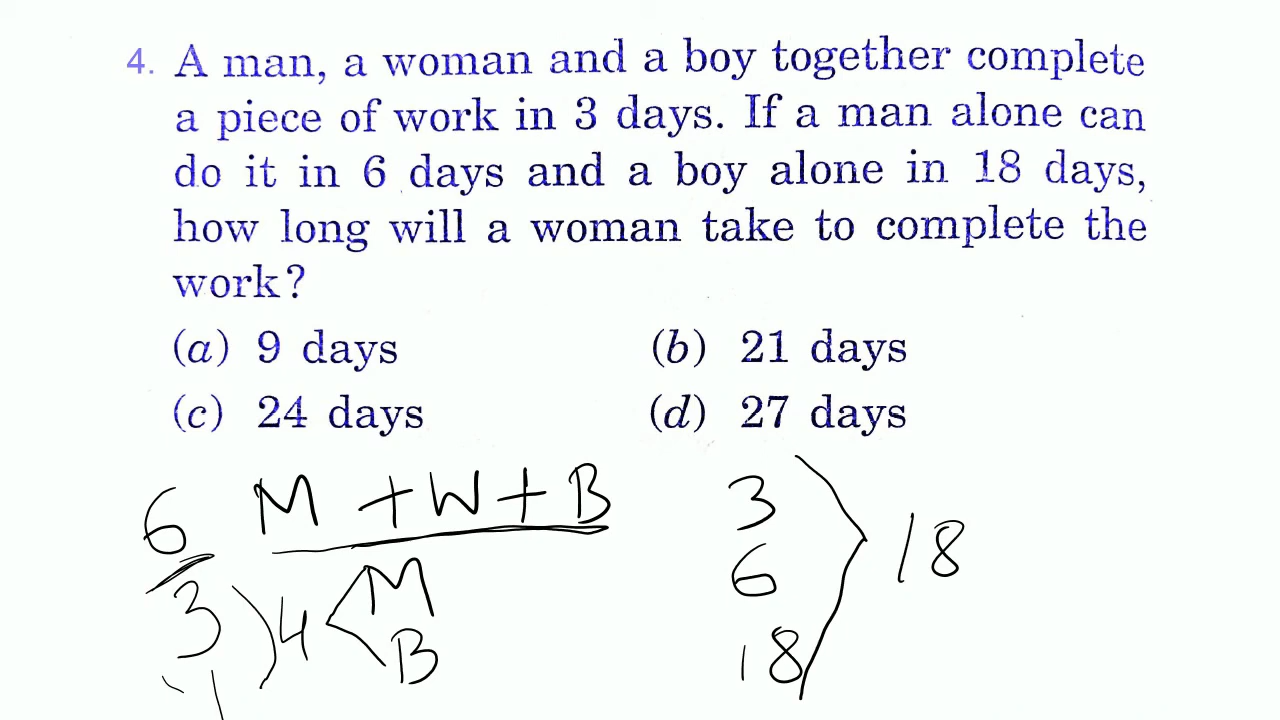 4. A man, a woman and a boy together complete
a piece of work in 3 days. If a man alone can
do it in 6 days and a boy alone in 18 days,
how long will a woman take to complete the
work?
(a) 9 days (b) 21 days
(c) 24 days (d) 27 days
6 M + W + B 3
6 18
3 ) 4 < M
B 18